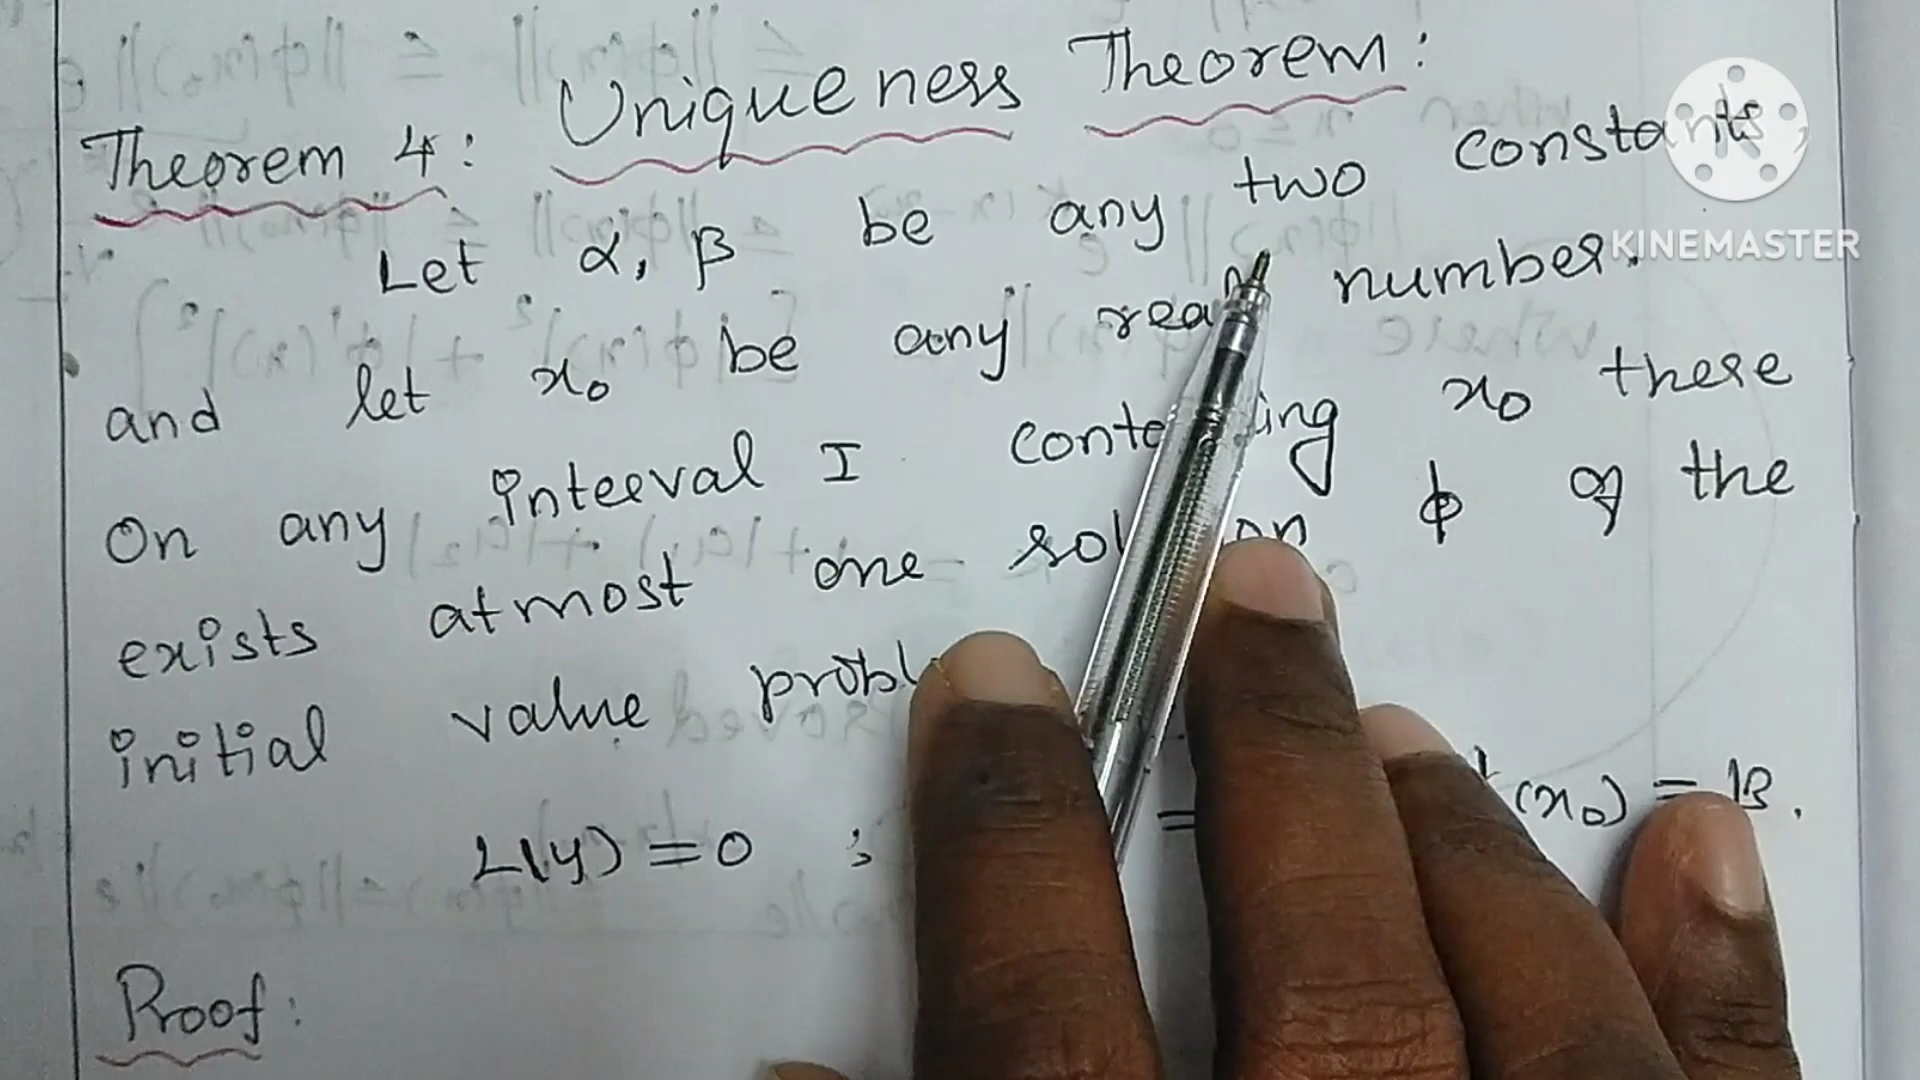 Uniqueness Theorem:
Theorem 4:
Let α, β be any two constants,
and let x₀ be any real number.
On any interval I containing x₀ there
exists atmost one solution ϕ of the
initial value
L(y) = 0 ; = (x₀) = β.
Proof:
KINEMASTER